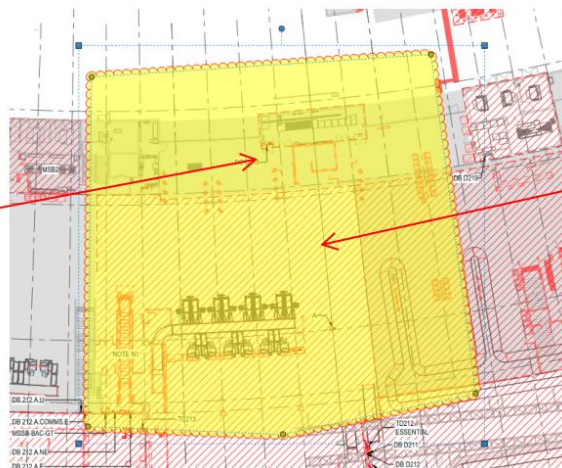 MSB2
DB D219
NOTE N1
DB 212 A.U
TD213
DB 212 A.COMMS.E
MSSB-BAC-GT
DB 212 A.NE
DB 212 A.E
TD212
ESSENTIAL
DB D211
DB D212